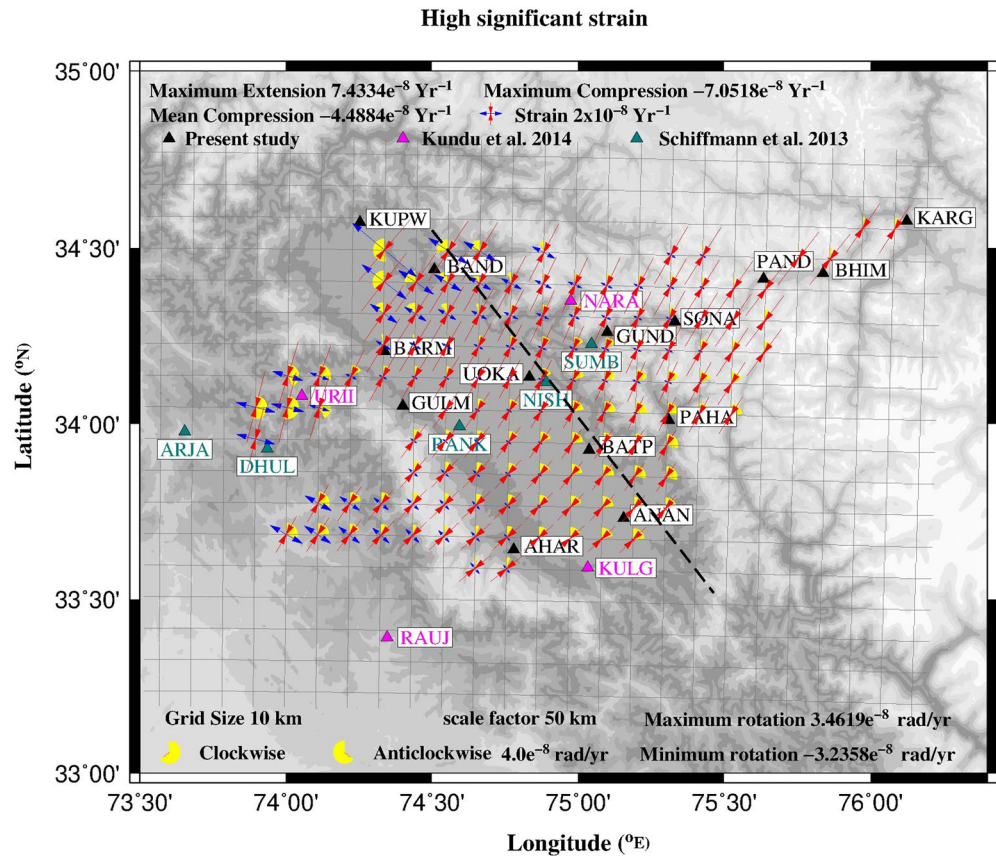 High significant strain
35°00'
Maximum Extension 7.4334e⁻⁸ Yr⁻¹ Maximum Compression −7.0518e⁻⁸ Yr⁻¹
Mean Compression −4.4884e⁻⁸ Yr⁻¹ Strain 2x10⁻⁸ Yr⁻¹
Present study Kundu et al. 2014 Schiffmann et al. 2013
KUPW
KARG
34°30'
BAND
PAND
BHIM
NARA
SONA
GUND
BARM
SUMB
UOKA
NISH
URII
GULM
PAHA
34°00'
ARJA
RANK
DHUL
BATP
ANAN
AHAR
KULG
33°30'
RAUJ
Grid Size 10 km scale factor 50 km Maximum rotation 3.4619e⁻⁸ rad/yr
Clockwise Anticlockwise 4.0e⁻⁸ rad/yr Minimum rotation −3.2358e⁻⁸ rad/yr
33°00'
73°30' 74°00' 74°30' 75°00' 75°30' 76°00'
Latitude (°N)
Longitude (°E)